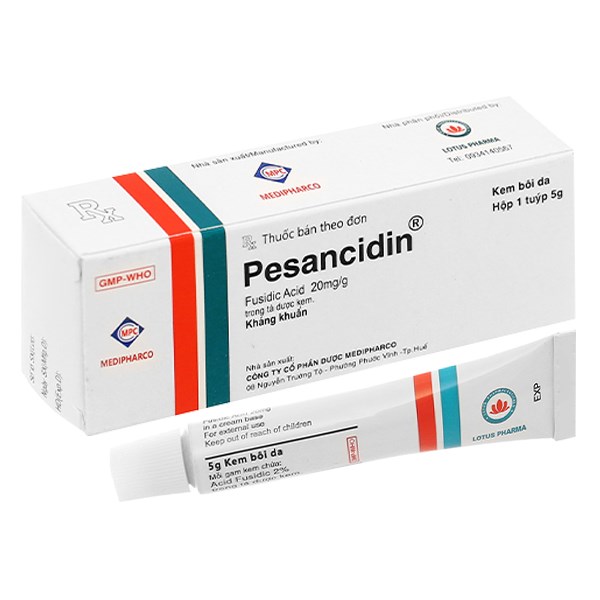 Nhà sản xuất/Manufactured by:
MPC
MEDIPHARCO
Nhà phân phối/Distributed by
LOTUS PHARMA
Tel: 0934140557
Kem bôi da
Hộp 1 tuýp 5g
Rx
GMP-WHO
MPC
MEDIPHARCO
Rx Thuốc bán theo đơn
Pesancidin®
Fusidic Acid 20mg/g
trong tá dược kem.
Kháng khuẩn
Nhà sản xuất:
CÔNG TY CỔ PHẦN DƯỢC MEDIPHARCO
08 Nguyễn Trường Tộ - Phường Phước Vĩnh -Tp.Huế
in a cream base
For external use
Keep out of reach of children
5g Kem bôi da
Mỗi gam kem chứa:
Acid Fusidic 2%
GMP-WHO
LOTUS PHARMA
EXP